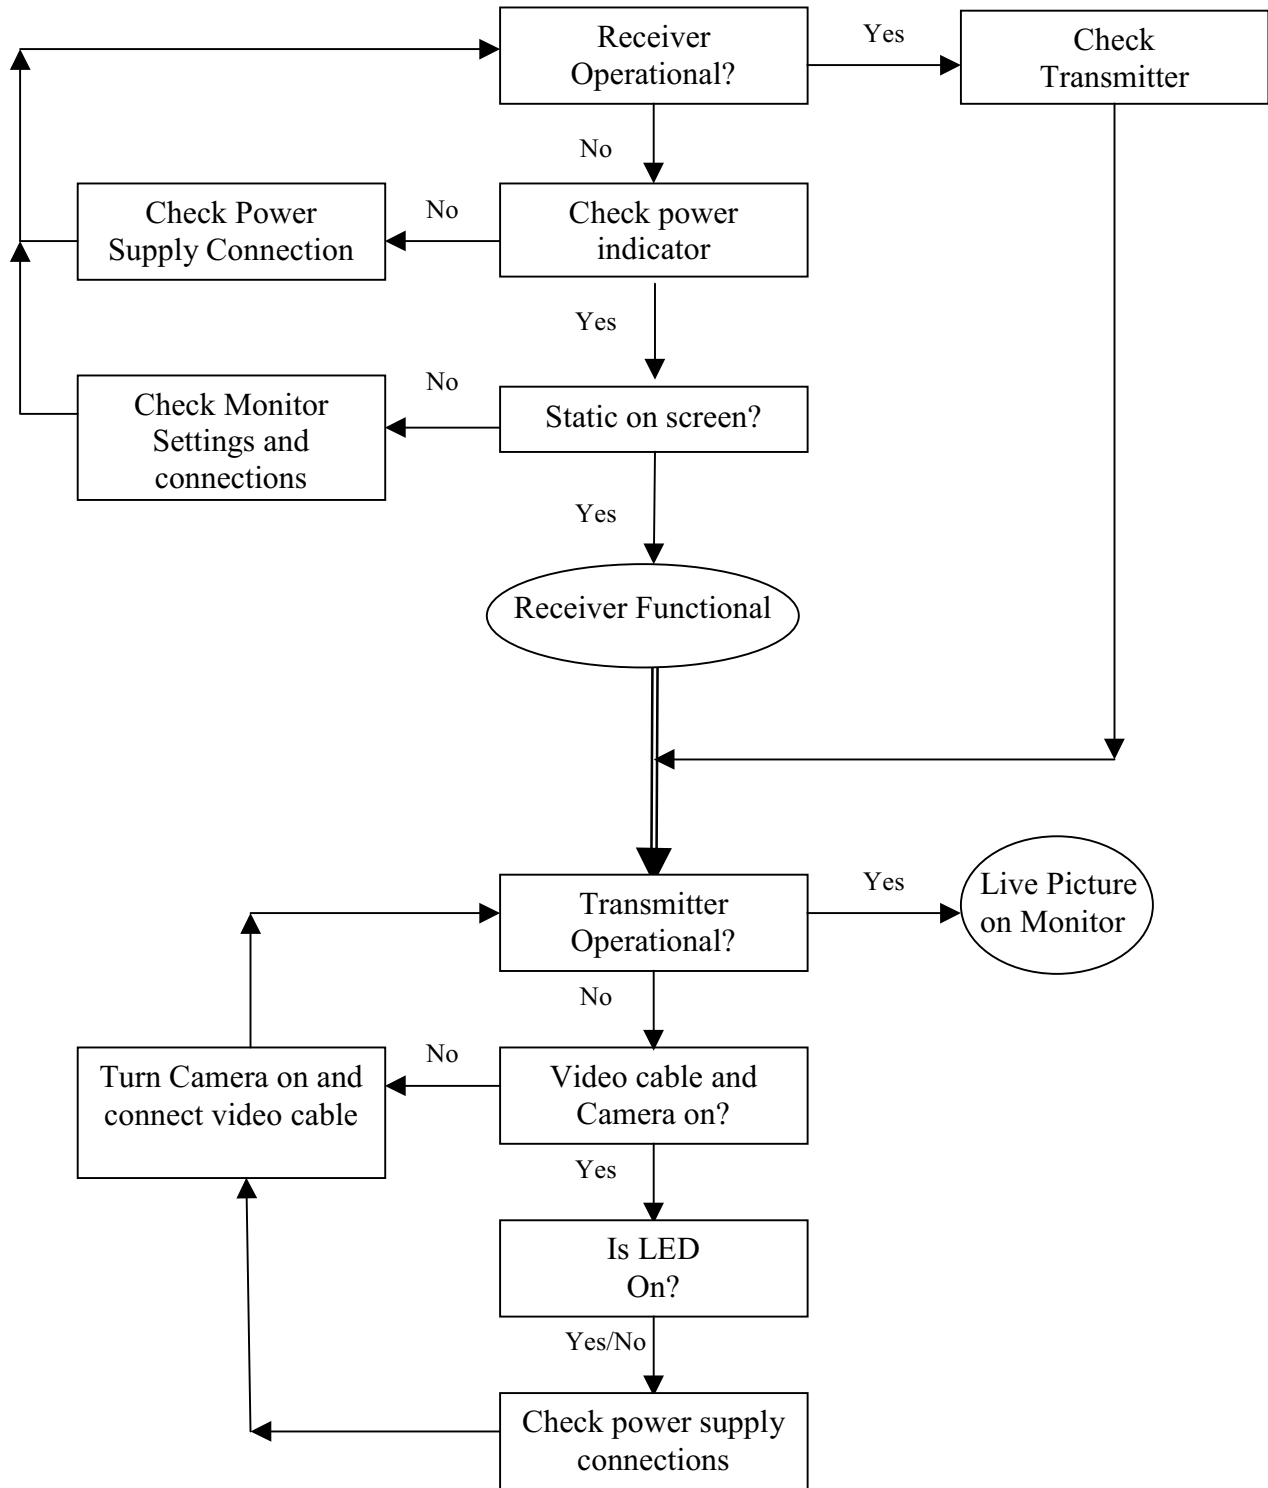 Receiver
Operational?
Yes
Check
Transmitter
No
Check Power
Supply Connection
No
Check power
indicator
Yes
Check Monitor
Settings and
connections
No
Static on screen?
Yes
Receiver Functional
Transmitter
Operational?
Yes
Live Picture
on Monitor
No
Turn Camera on and
connect video cable
No
Video cable and
Camera on?
Yes
Is LED
On?
Yes/No
Check power supply
connections